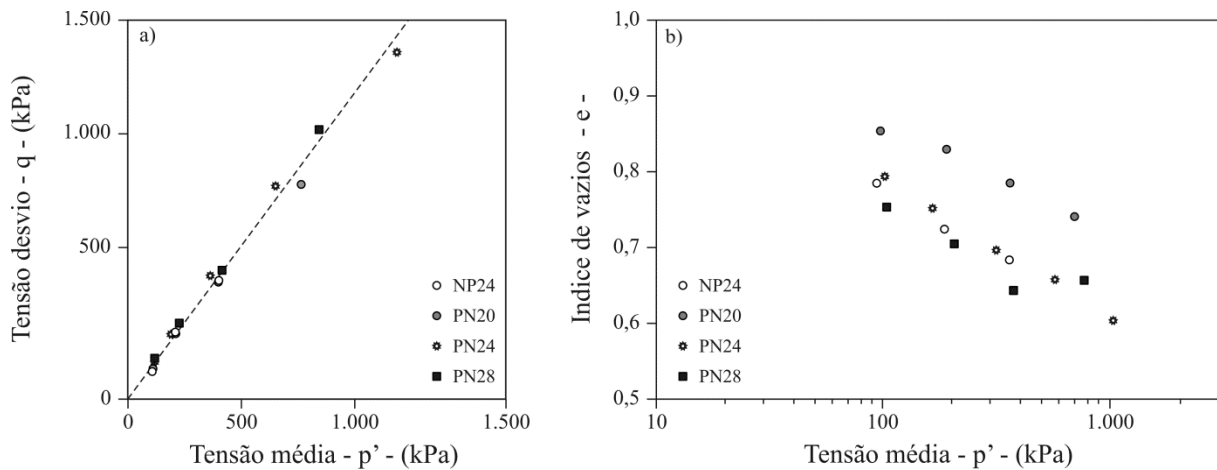 a)
Tensão desvio - q - (kPa)
1.500
1.000
500
0
NP24
PN20
PN24
PN28
0
500
1.000
1.500
Tensão média - p' - (kPa)
b)
Indice de vazios - e -
1,0
0,9
0,8
0,7
0,6
0,5
NP24
PN20
PN24
PN28
10
100
1.000
Tensão média - p' - (kPa)